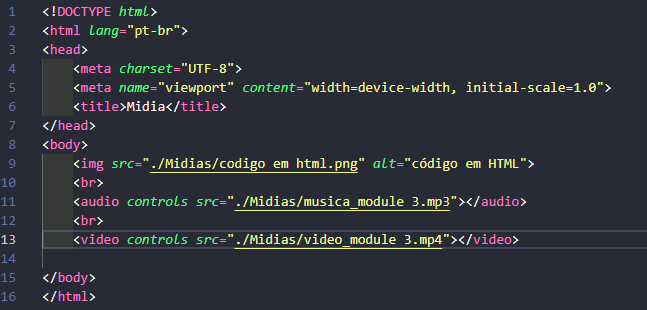 1 <!DOCTYPE html>
2 <html lang="pt-br">
3 <head>
4     <meta charset="UTF-8">
5     <meta name="viewport" content="width=device-width, initial-scale=1.0">
6     <title>Midia</title>
7 </head>
8 <body>
9     <img src="./Midias/codigo em html.png" alt="código em HTML">
10     <br>
11     <audio controls src="./Midias/musica_module 3.mp3"></audio>
12     <br>
13     <video controls src="./Midias/video_module 3.mp4"></video>
14
15 </body>
16 </html>